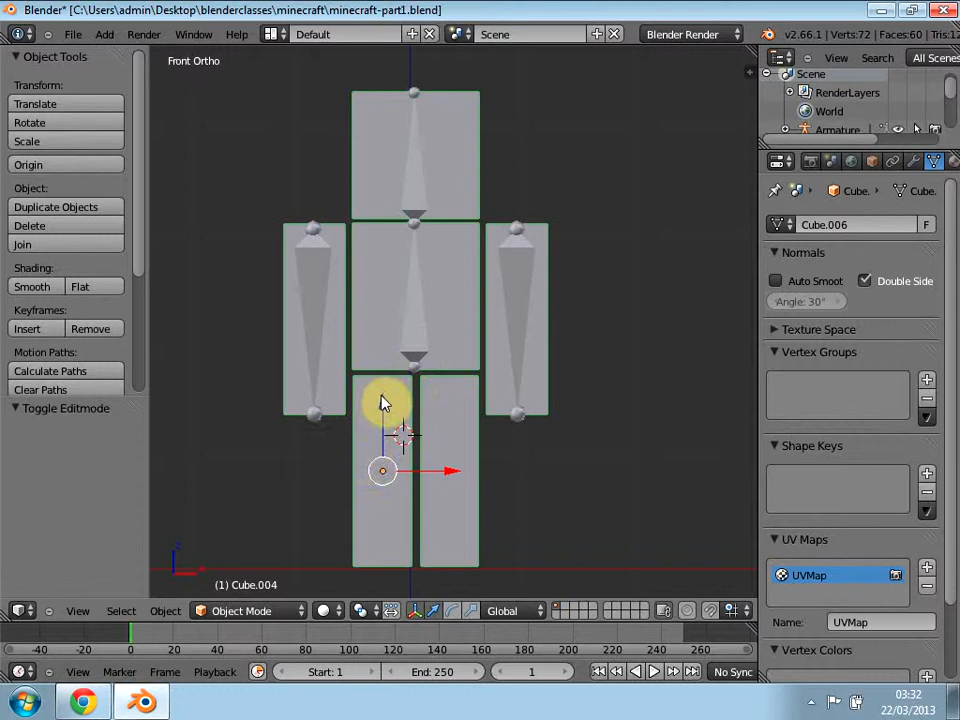 Blender* [C:\Users\admin\Desktop\blenderclasses\minecraft\minecraft-part1.blend]
File Add Render Window Help Default Scene Blender Render v2.66.1 | Verts:72 | Faces:60 | Tris:12
Object Tools
Transform:
Translate
Rotate
Scale
Origin
Object:
Duplicate Objects
Delete
Join
Shading:
Smooth Flat
Keyframes:
Insert Remove
Motion Paths:
Calculate Paths
Clear Paths
Toggle Editmode
Front Ortho
(1) Cube.004
View Select Object Object Mode Global
View Search All Scenes
Scene
RenderLayers
World
Armature
Cube. Cube.
Cube.006 F
Normals
Auto Smoot Double Side
Angle: 30°
Texture Space
Vertex Groups
Shape Keys
UV Maps
UVMap
Name: UVMap
Vertex Colors
-40 -20 0 20 40 60 80 100 120 140 160 180 200 220 240 260
View Marker Frame Playback Start: 1 End: 250 1 No Sync
03:32
22/03/2013